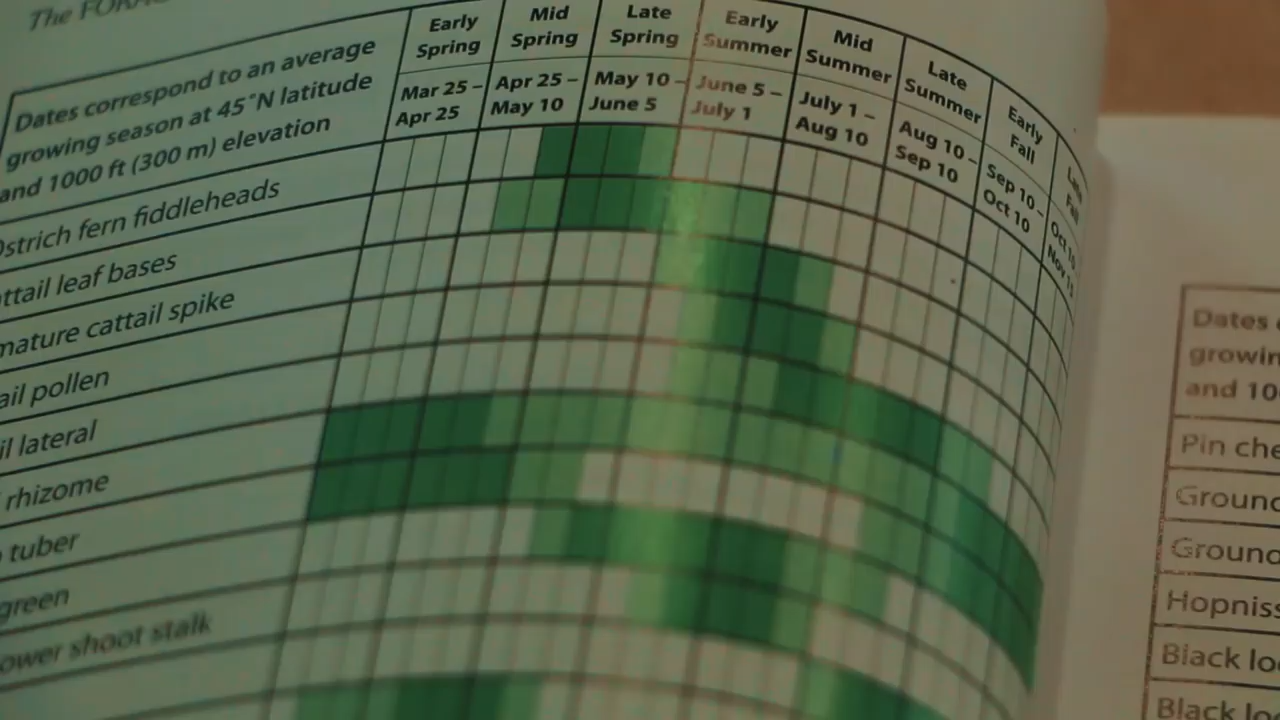 The
Dates correspond to an average
growing season at 45°N latitude
and 1000 ft (300 m) elevation
Early Spring
Mid Spring
Late Spring
Early Summer
Mid Summer
Late Summer
Early Fall
Fall
Mar 25 – Apr 25
Apr 25 – May 10
May 10 – June 5
June 5 – July 1
July 1 – Aug 10
Aug 10 – Sep 10
Sep 10 – Oct 10
Oct
Nov
Ostrich fern fiddleheads
ttail leaf bases
mature cattail spike
ail pollen
il lateral
rhizome
tuber
green
ower shoot stalk
Dates
growin
and 10
Pin che
Ground
Ground
Hopniss
Black lo
Black lo